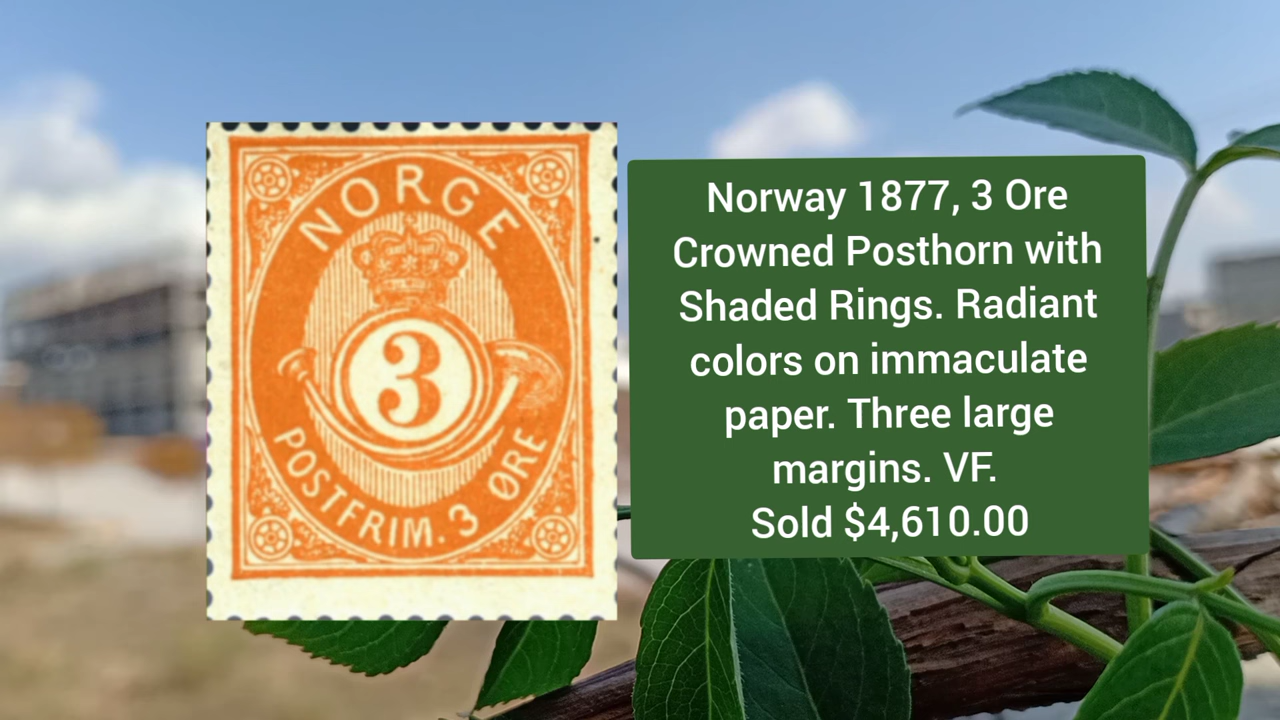 NORGE
3
POSTFRIM. 3 ØRE
Norway 1877, 3 Ore
Crowned Posthorn with
Shaded Rings. Radiant
colors on immaculate
paper. Three large
margins. VF.
Sold $4,610.00